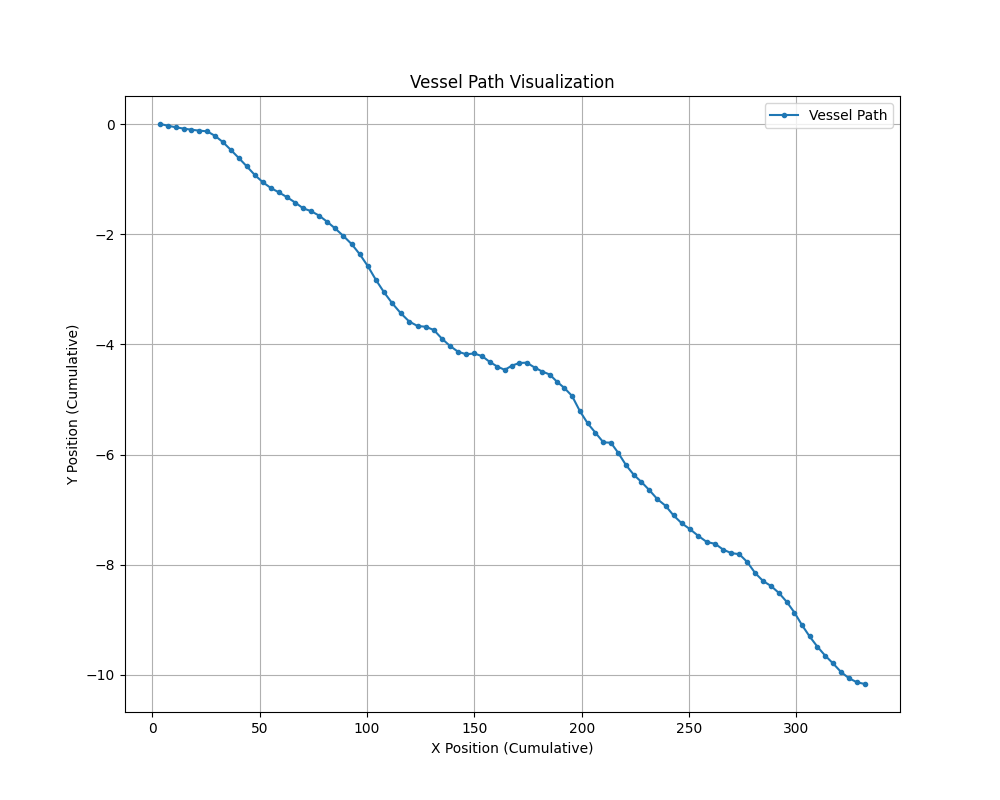 Vessel Path Visualization
Vessel Path
0
−2
−4
−6
−8
−10
Y Position (Cumulative)
0 50 100 150 200 250 300
X Position (Cumulative)